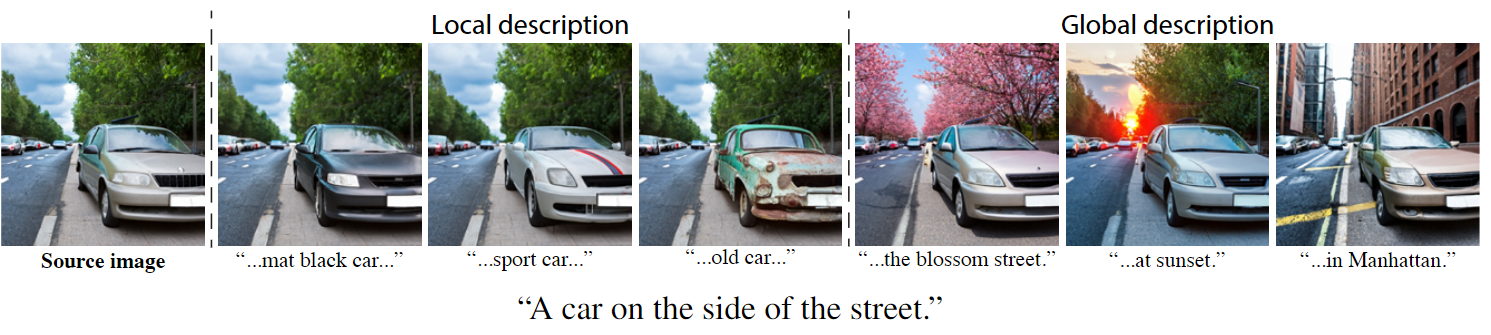 Local description
Global description
Source image
“...mat black car...”
“...sport car...”
“...old car...”
“...the blossom street.”
“...at sunset.”
“...in Manhattan.”
“A car on the side of the street.”